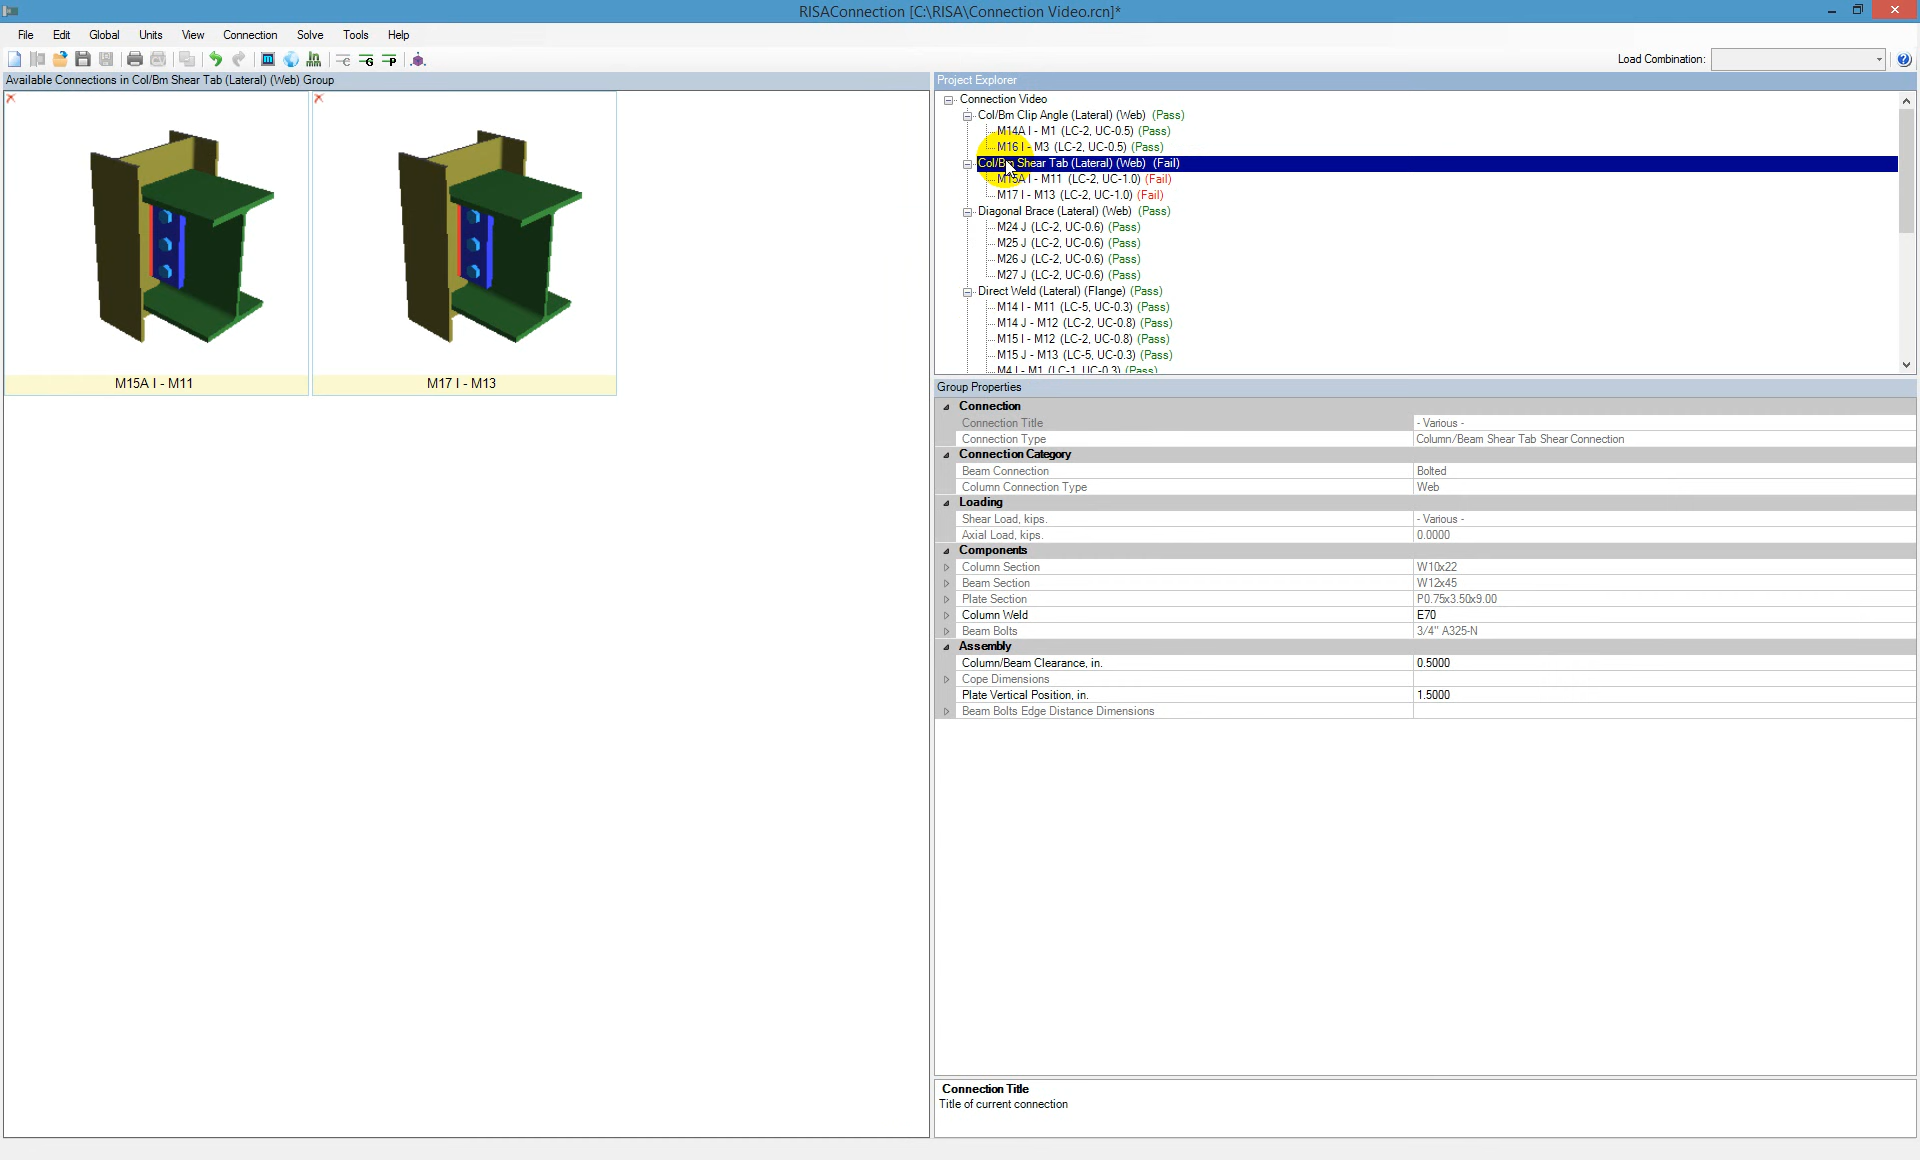 RISAConnection [C:\RISA\Connection Video.rcn]*
File Edit Global Units View Connection Solve Tools Help
Load Combination:
Available Connections in Col/Bm Shear Tab (Lateral) (Web) Group
M15A I - M11
M17 I - M13
Project Explorer
Connection Video
Col/Bm Clip Angle (Lateral) (Web) (Pass)
M14A I - M1 (LC-2, UC-0.5) (Pass)
M16 I - M3 (LC-2, UC-0.5) (Pass)
Col/Bm Shear Tab (Lateral) (Web) (Fail)
M15A I - M11 (LC-2, UC-1.0) (Fail)
M17 I - M13 (LC-2, UC-1.0) (Fail)
Diagonal Brace (Lateral) (Web) (Pass)
M24 J (LC-2, UC-0.6) (Pass)
M25 J (LC-2, UC-0.6) (Pass)
M26 J (LC-2, UC-0.6) (Pass)
M27 J (LC-2, UC-0.6) (Pass)
Direct Weld (Lateral) (Flange) (Pass)
M14 I - M11 (LC-5, UC-0.3) (Pass)
M14 J - M12 (LC-2, UC-0.8) (Pass)
M15 I - M12 (LC-2, UC-0.8) (Pass)
M15 J - M13 (LC-5, UC-0.3) (Pass)
M4 I - M1 (LC-1, UC-0.3) (Pass)
Group Properties
Connection
Connection Title - Various -
Connection Type Column/Beam Shear Tab Shear Connection
Connection Category
Beam Connection Bolted
Column Connection Type Web
Loading
Shear Load, kips. - Various -
Axial Load, kips. 0.0000
Components
Column Section W10x22
Beam Section W12x45
Plate Section P0.75x3.50x9.00
Column Weld E70
Beam Bolts 3/4" A325-N
Assembly
Column/Beam Clearance, in. 0.5000
Cope Dimensions
Plate Vertical Position, in. 1.5000
Beam Bolts Edge Distance Dimensions
Connection Title
Title of current connection